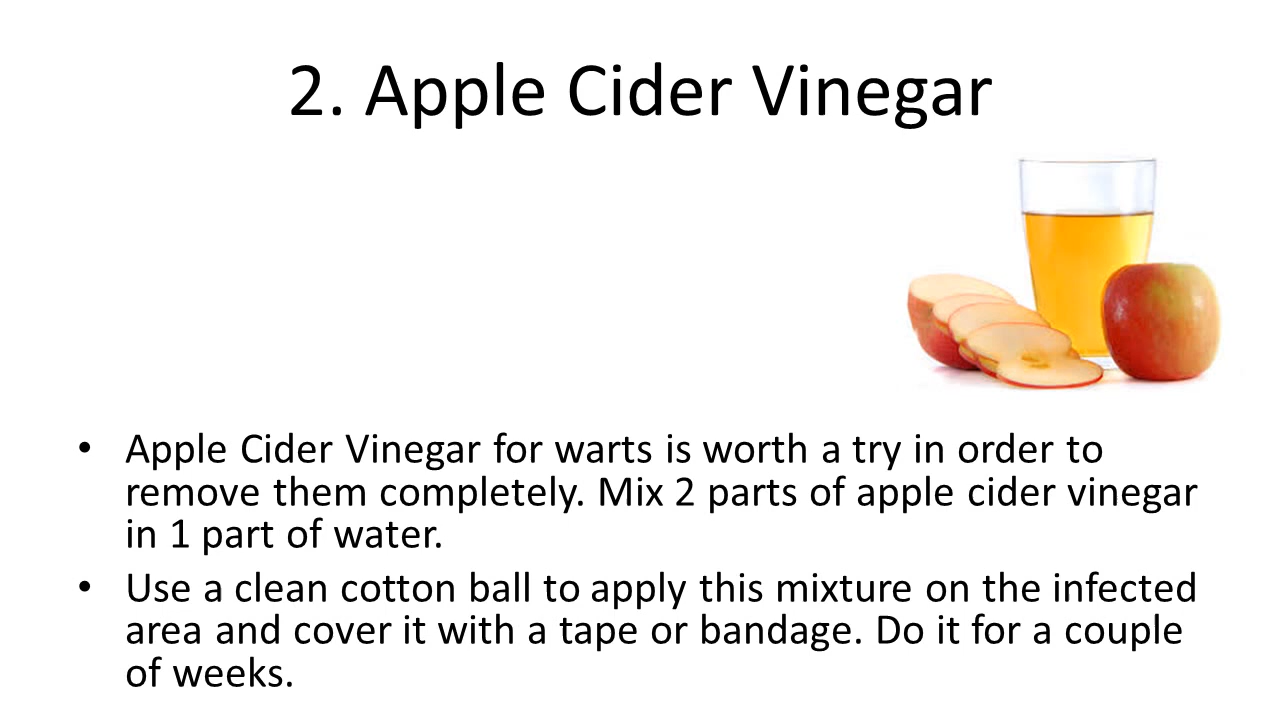 2. Apple Cider Vinegar
• Apple Cider Vinegar for warts is worth a try in order to
remove them completely. Mix 2 parts of apple cider vinegar
in 1 part of water.
• Use a clean cotton ball to apply this mixture on the infected
area and cover it with a tape or bandage. Do it for a couple
of weeks.